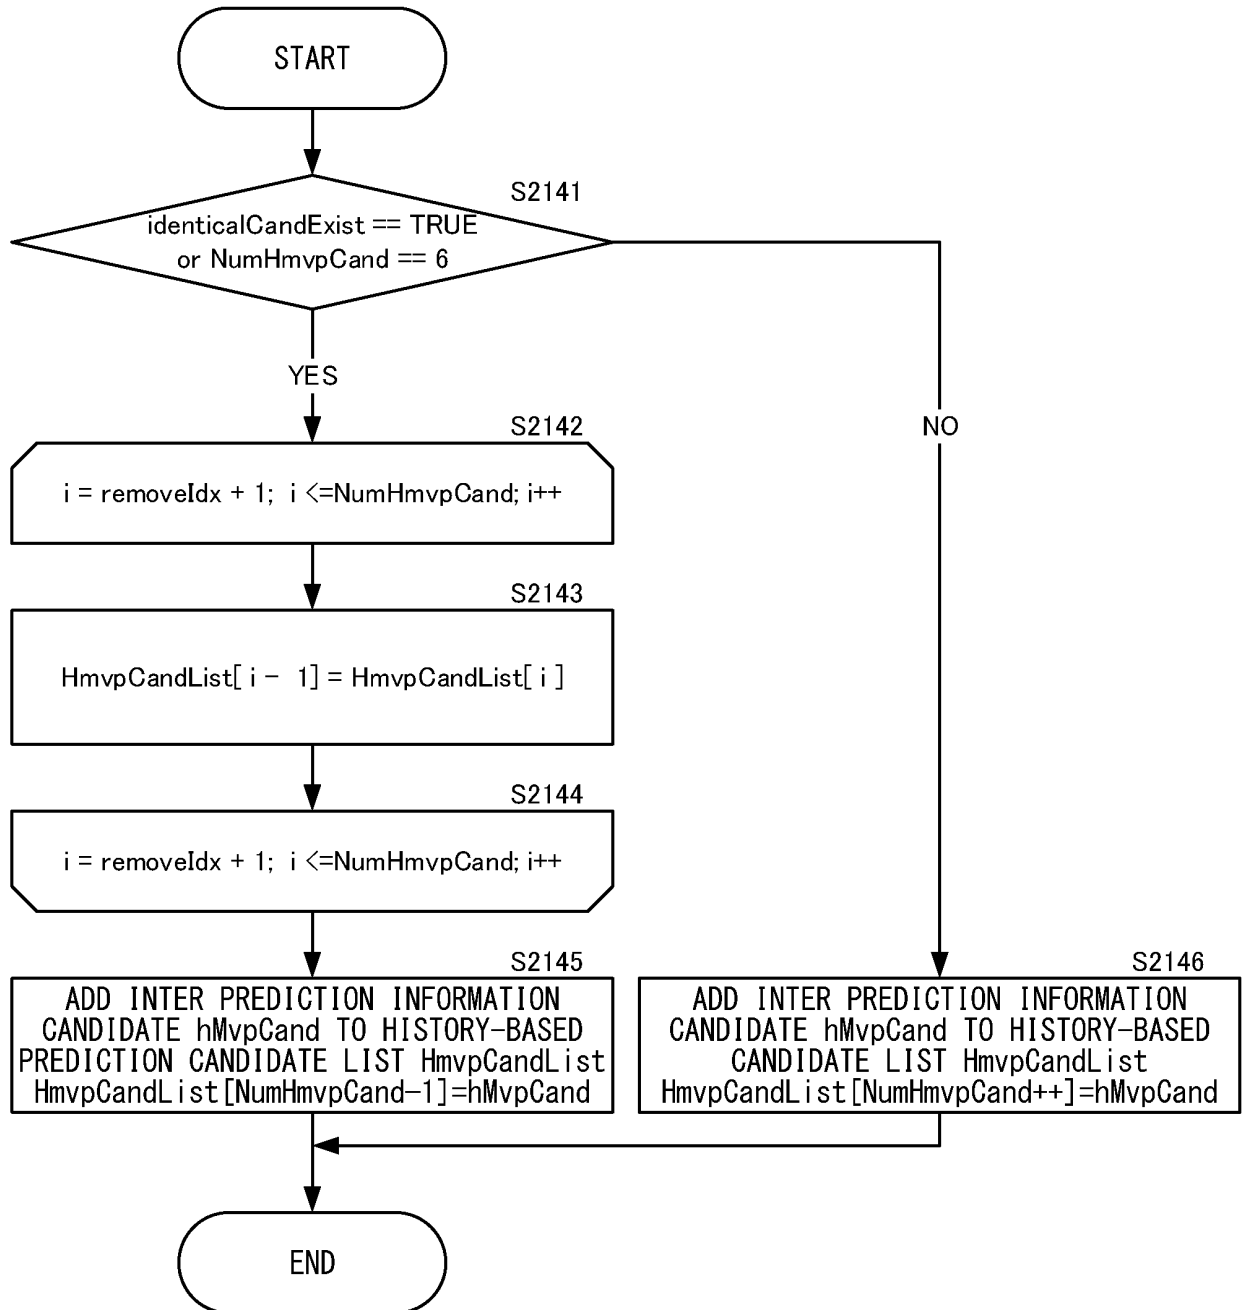 START
S2141
identicalCandExist == TRUE
or NumHmvpCand == 6
YES
NO
S2142
i = removeIdx + 1; i <=NumHmvpCand; i++
S2143
HmvpCandList[ i - 1] = HmvpCandList[ i ]
S2144
i = removeIdx + 1; i <=NumHmvpCand; i++
S2145
ADD INTER PREDICTION INFORMATION
CANDIDATE hMvpCand TO HISTORY-BASED
PREDICTION CANDIDATE LIST HmvpCandList
HmvpCandList[NumHmvpCand-1]=hMvpCand
S2146
ADD INTER PREDICTION INFORMATION
CANDIDATE hMvpCand TO HISTORY-BASED
CANDIDATE LIST HmvpCandList
HmvpCandList[NumHmvpCand++]=hMvpCand
END